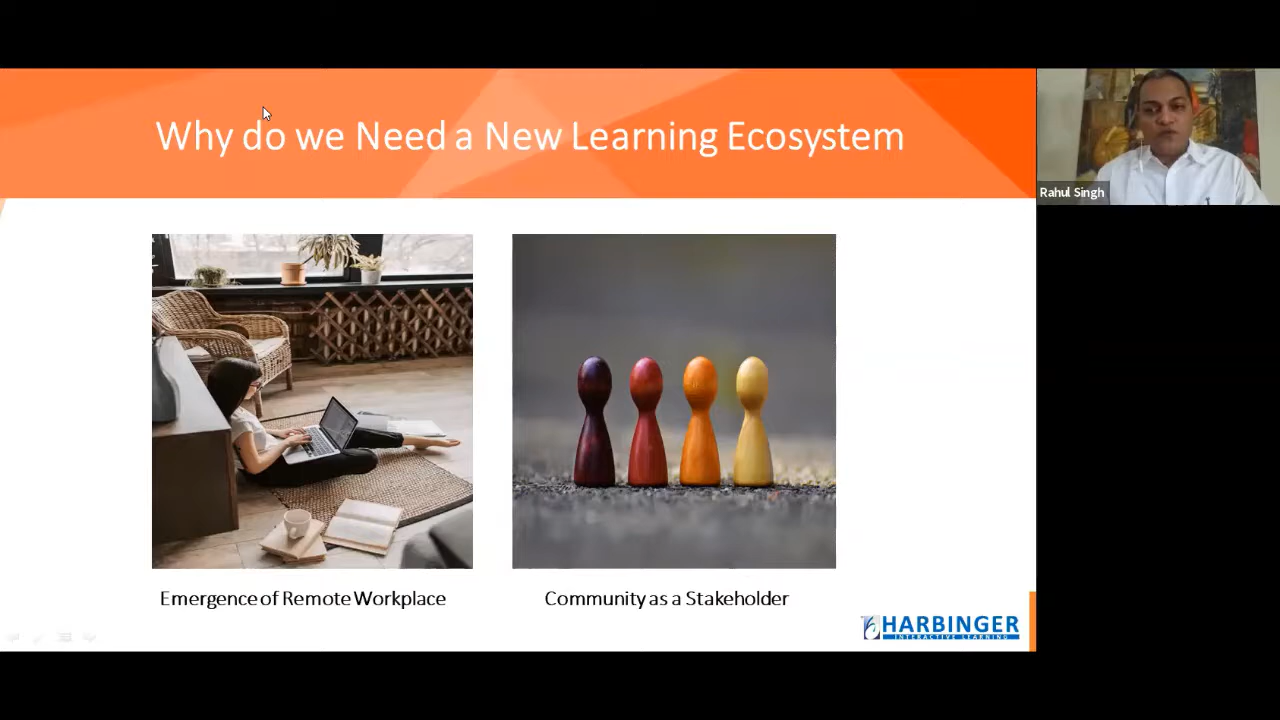 Why do we Need a New Learning Ecosystem
Rahul Singh
Emergence of Remote Workplace
Community as a Stakeholder
HARBINGER
INTERACTIVE LEARNING